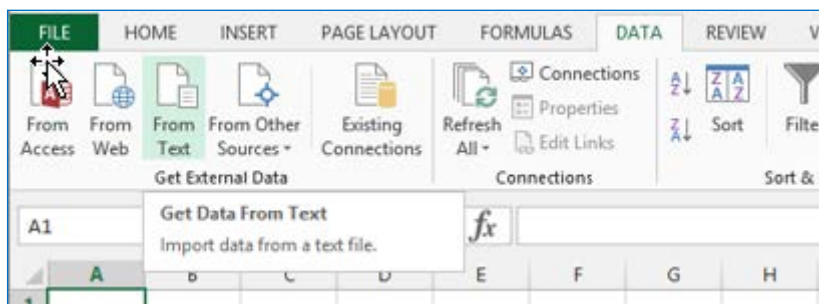 FILE HOME INSERT PAGE LAYOUT FORMULAS DATA REVIEW V
From Access From Web From Text From Other Sources Existing Connections Refresh All Connections Properties Edit Links A Z Z A Z A A Z Sort Filte
Get External Data Connections Sort &
A1 fx
Get Data From Text
Import data from a text file.
A B C D E F G H
1